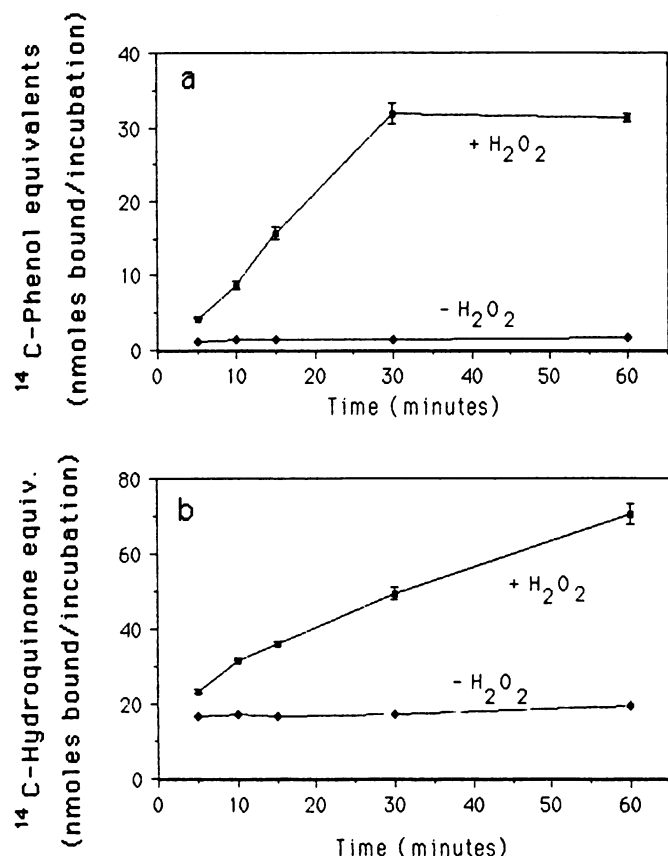 ¹⁴C-Phenol equivalents
(nmoles bound/incubation)
a
40
30
20
10
0
+ H₂O₂
- H₂O₂
0 10 20 30 40 50 60
Time (minutes)
¹⁴C-Hydroquinone equiv.
(nmoles bound/incubation)
b
80
60
40
20
0
+ H₂O₂
- H₂O₂
0 10 20 30 40 50 60
Time (minutes)